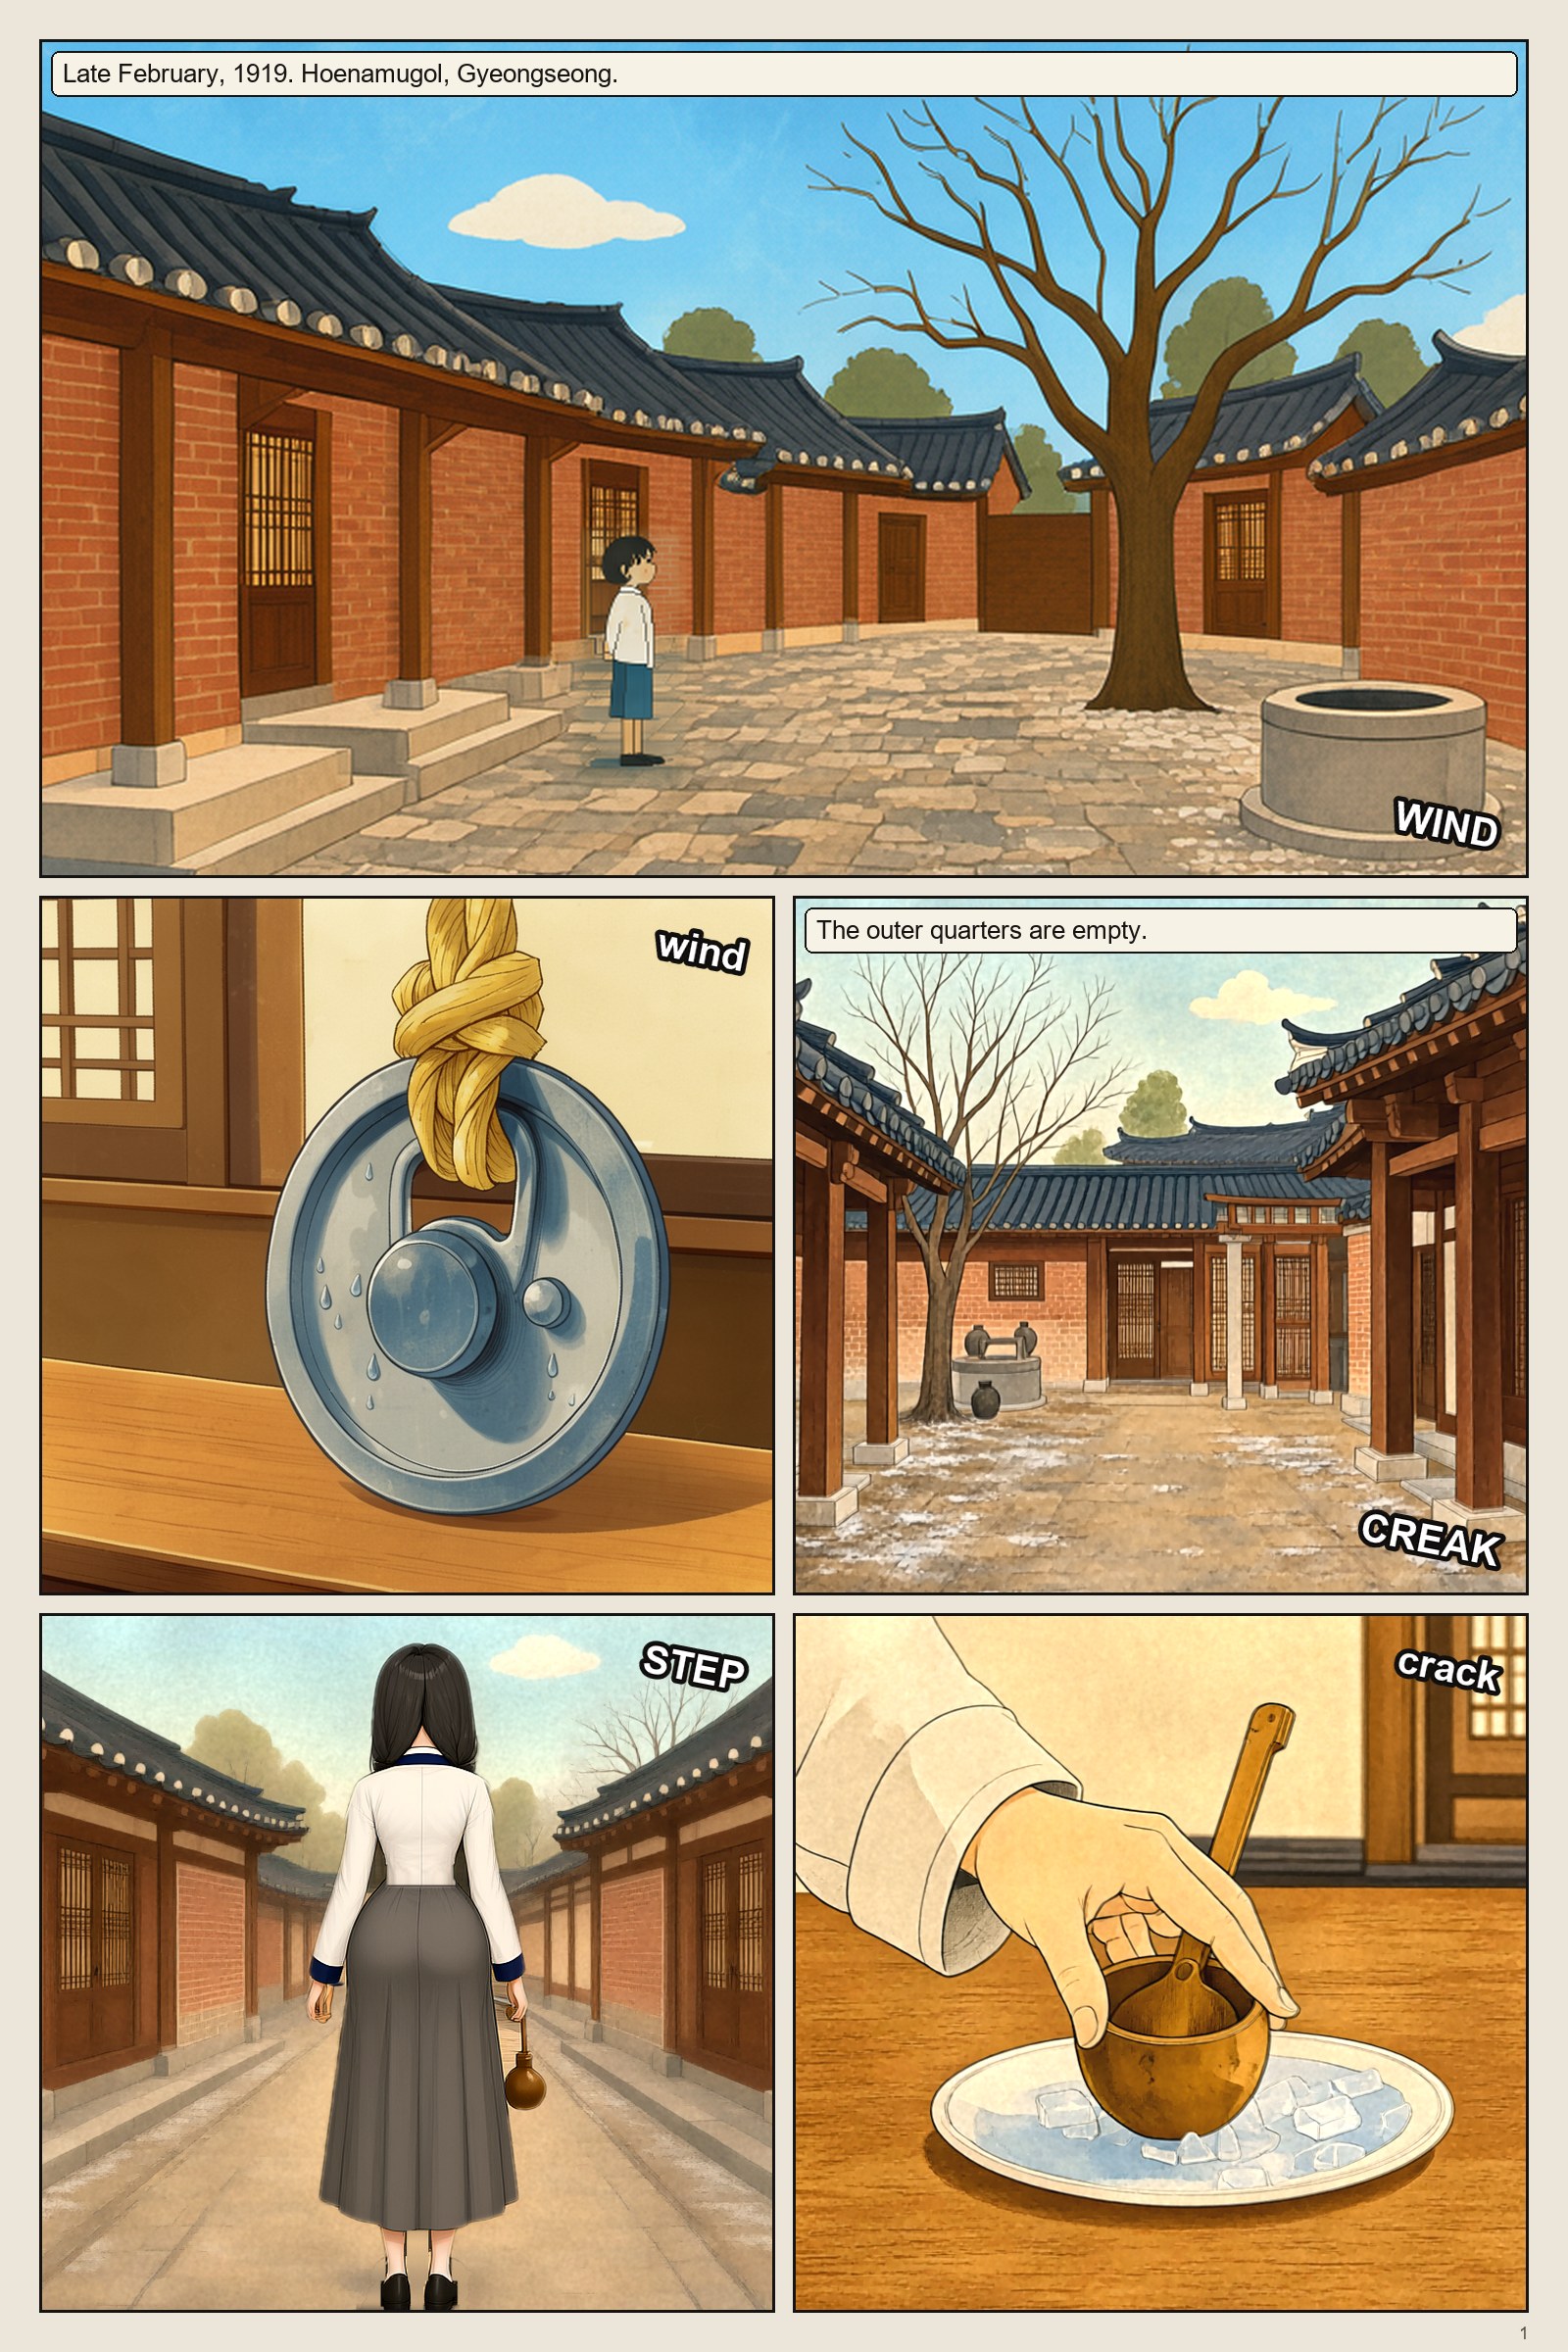 Late February, 1919. Hoenamugol, Gyeongseong.
WIND
wind
The outer quarters are empty.
CREAK
STEP
crack
1